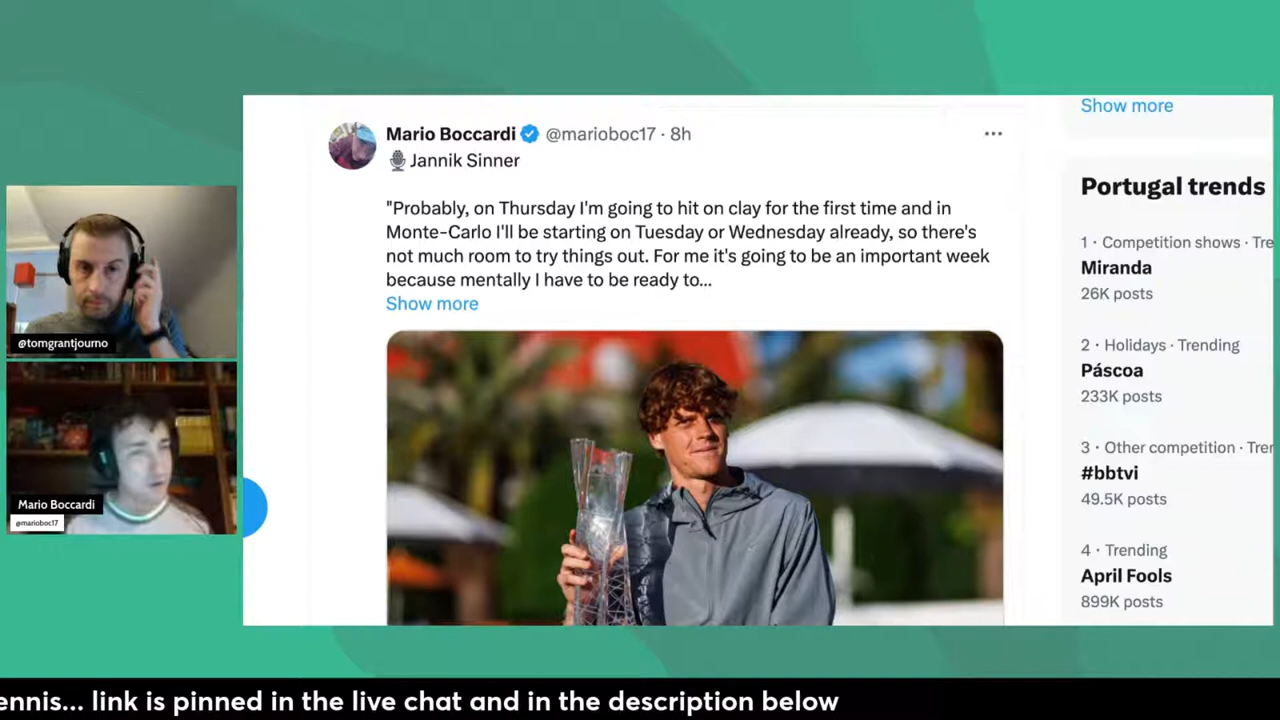 Show more
Mario Boccardi @marioboc17 · 8h
Jannik Sinner
"Probably, on Thursday I'm going to hit on clay for the first time and in
Monte-Carlo I'll be starting on Tuesday or Wednesday already, so there's
not much room to try things out. For me it's going to be an important week
because mentally I have to be ready to...
Show more
Portugal trends
1 · Competition shows · Tre
Miranda
26K posts
2 · Holidays · Trending
Páscoa
233K posts
3 · Other competition · Trer
#bbtvi
49.5K posts
4 · Trending
April Fools
899K posts
@tomgrantjourno
Mario Boccardi
@marioboc17
ennis... link is pinned in the live chat and in the description below